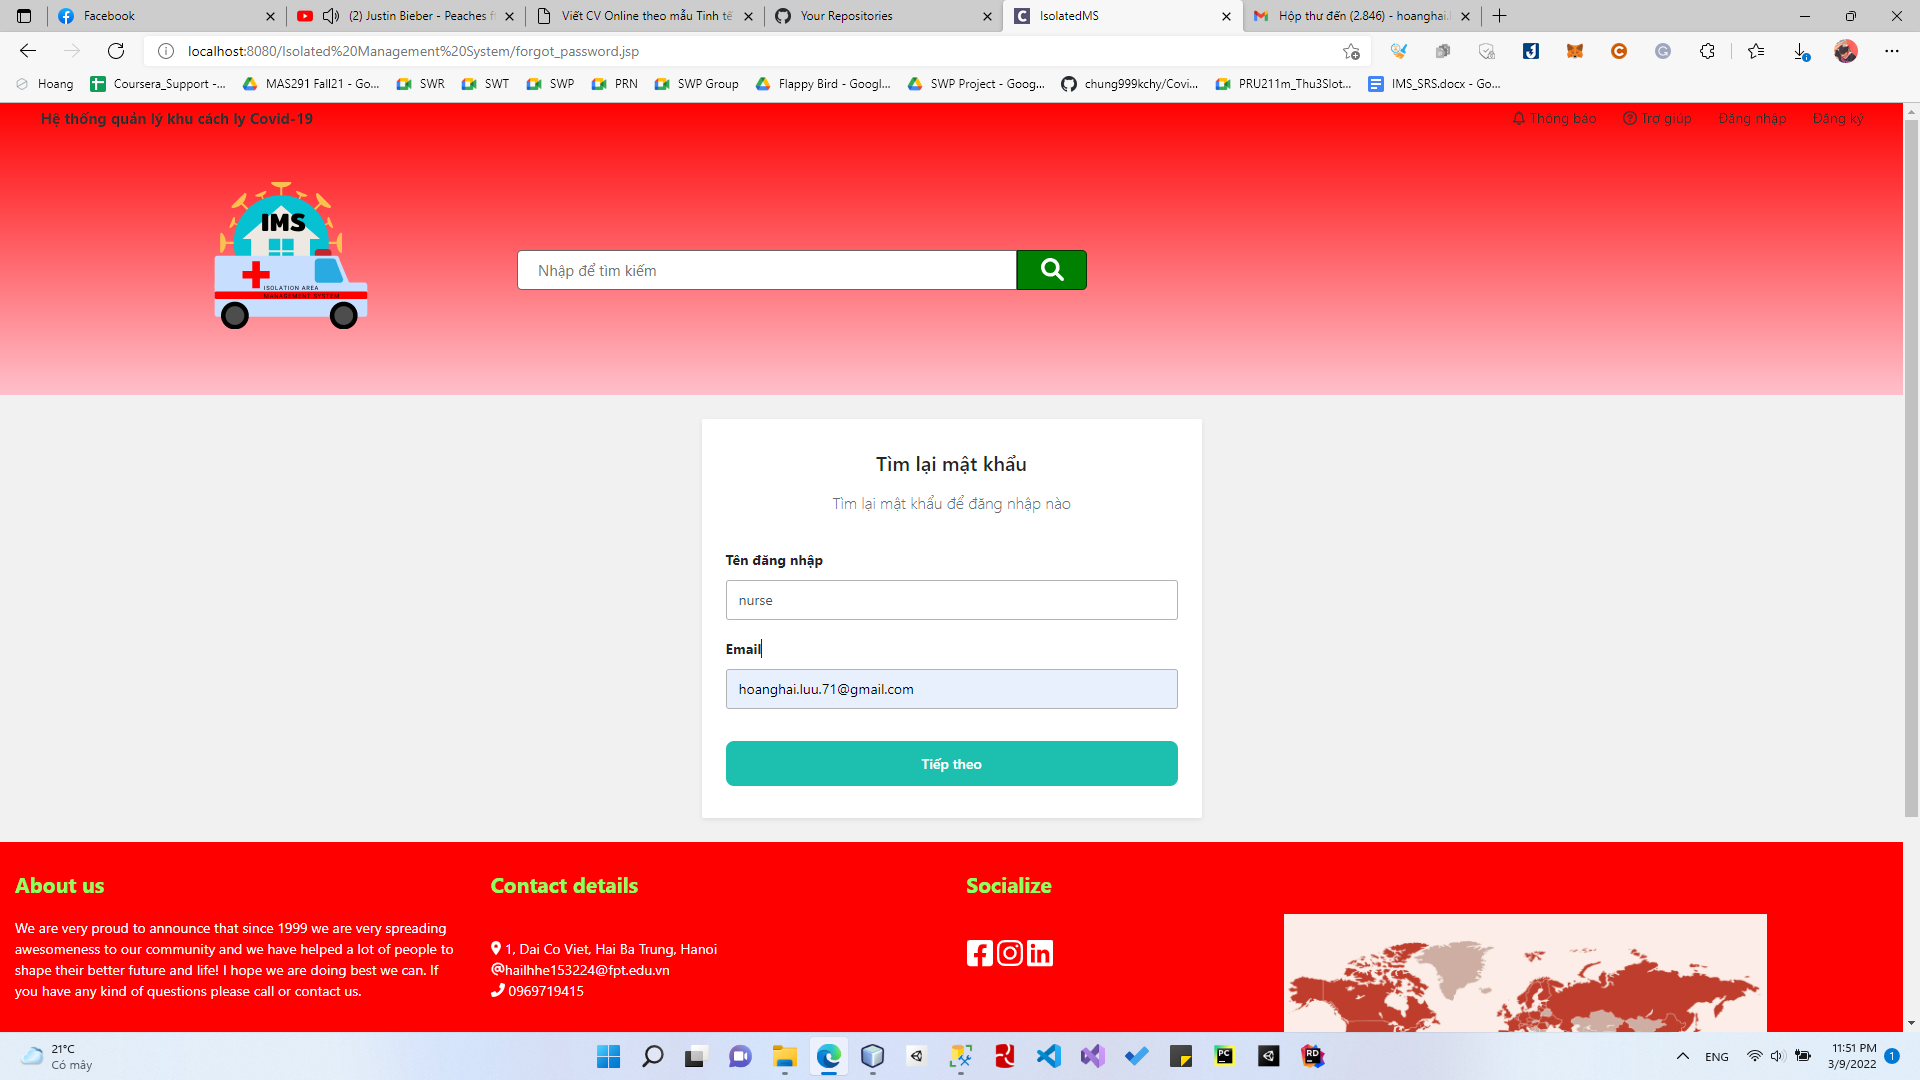 Facebook
(2) Justin Bieber - Peaches f
Viết CV Online theo mẫu Tinh tế
Your Repositories
IsolatedMS
Hộp thư đến (2.846) - hoanghai.l
localhost:8080/Isolated%20Management%20System/forgot_password.jsp
Hoang
Coursera_Support -...
MAS291 Fall21 - Go...
SWR
SWT
SWP
PRN
SWP Group
Flappy Bird - Googl...
SWP Project - Goog...
chung999kchy/Covi...
PRU211m_Thu3Slot...
IMS_SRS.docx - Go...
Hệ thống quản lý khu cách ly Covid-19
Thông báo
Trợ giúp
Đăng nhập
Đăng ký
IMS
ISOLATION AREA
MANAGEMENT SYSTEM
Nhập để tìm kiếm
Tìm lại mật khẩu
Tìm lại mật khẩu để đăng nhập nào
Tên đăng nhập
nurse
Email
hoanghai.luu.71@gmail.com
Tiếp theo
About us
We are very proud to announce that since 1999 we are very spreading
awesomeness to our community and we have helped a lot of people to
shape their better future and life! I hope we are doing best we can. If
you have any kind of questions please call or contact us.
Contact details
1, Dai Co Viet, Hai Ba Trung, Hanoi
@hailhhe153224@fpt.edu.vn
0969719415
Socialize
21°C
Có mây
PC
RD
ENG
11:51 PM
3/9/2022
1